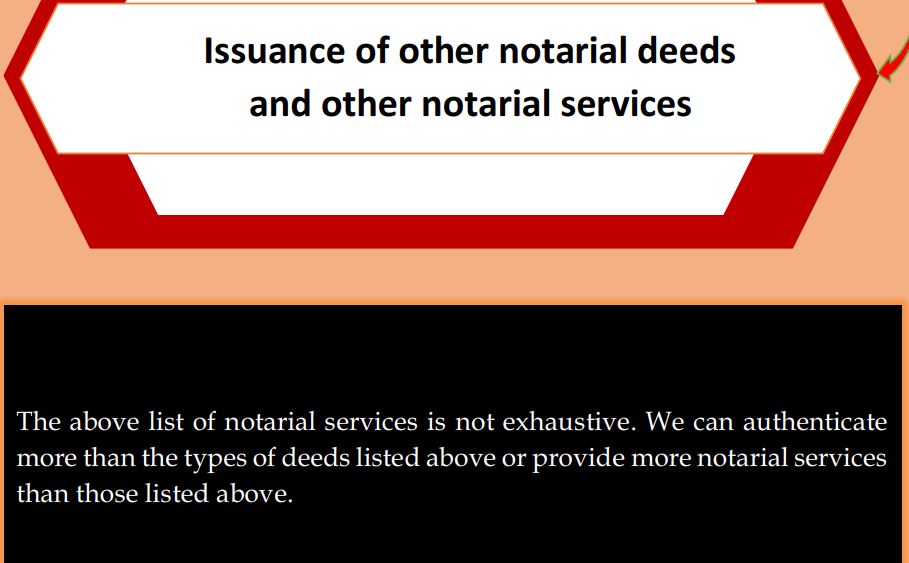 Issuance of other notarial deeds
and other notarial services
The above list of notarial services is not exhaustive. We can authenticate
more than the types of deeds listed above or provide more notarial services
than those listed above.